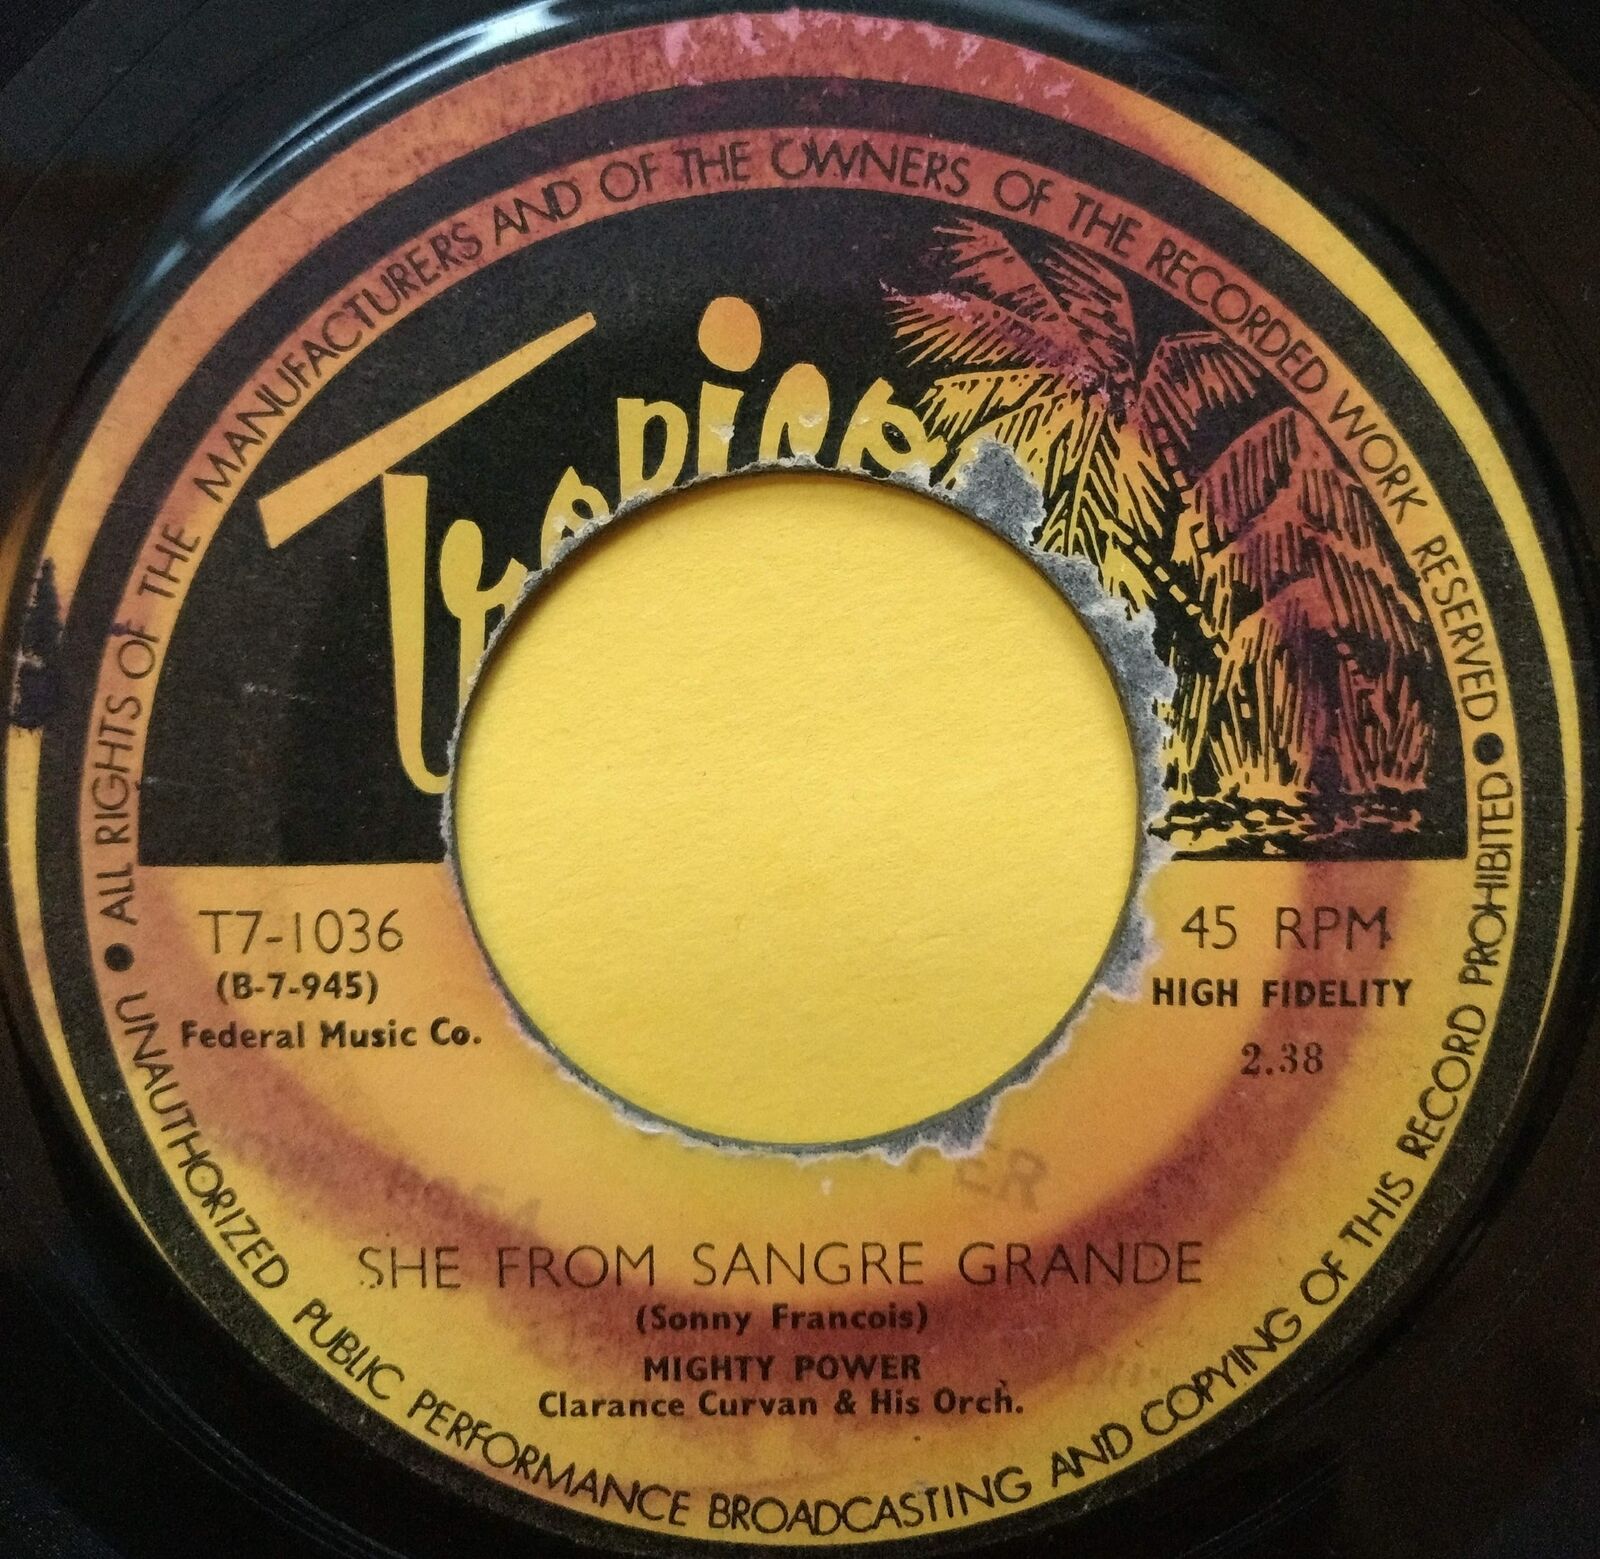 ALL RIGHTS OF THE MANUFACTURERS AND OF THE OWNERS OF THE RECORDED WORK RESERVED
Tropico
T7-1036
(B-7-945)
Federal Music Co.
45 RPM
HIGH FIDELITY
2.38
SHE FROM SANGRE GRANDE
(Sonny Francois)
MIGHTY POWER
Clarance Curvan & His Orch.
UNAUTHORIZED PUBLIC PERFORMANCE BROADCASTING AND COPYING OF THIS RECORD PROHIBITED